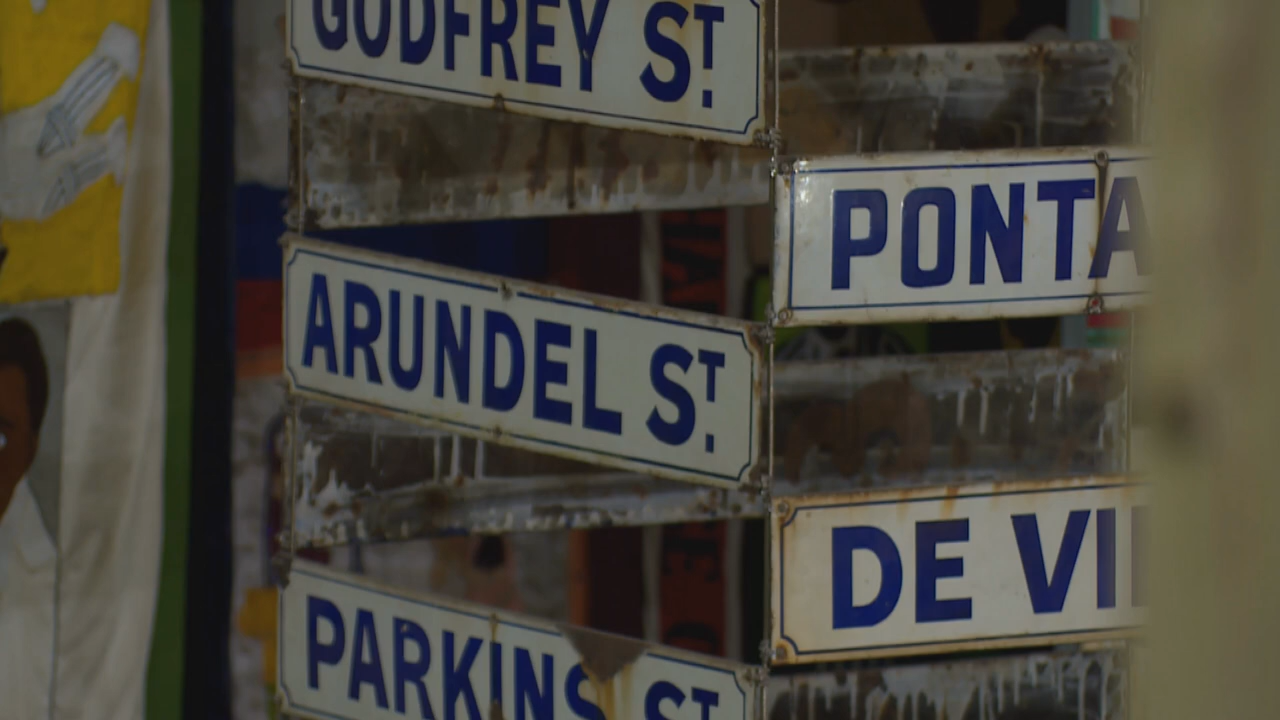 GODFREY ST.
PONTA
ARUNDEL ST.
DE VI
PARKINS ST.